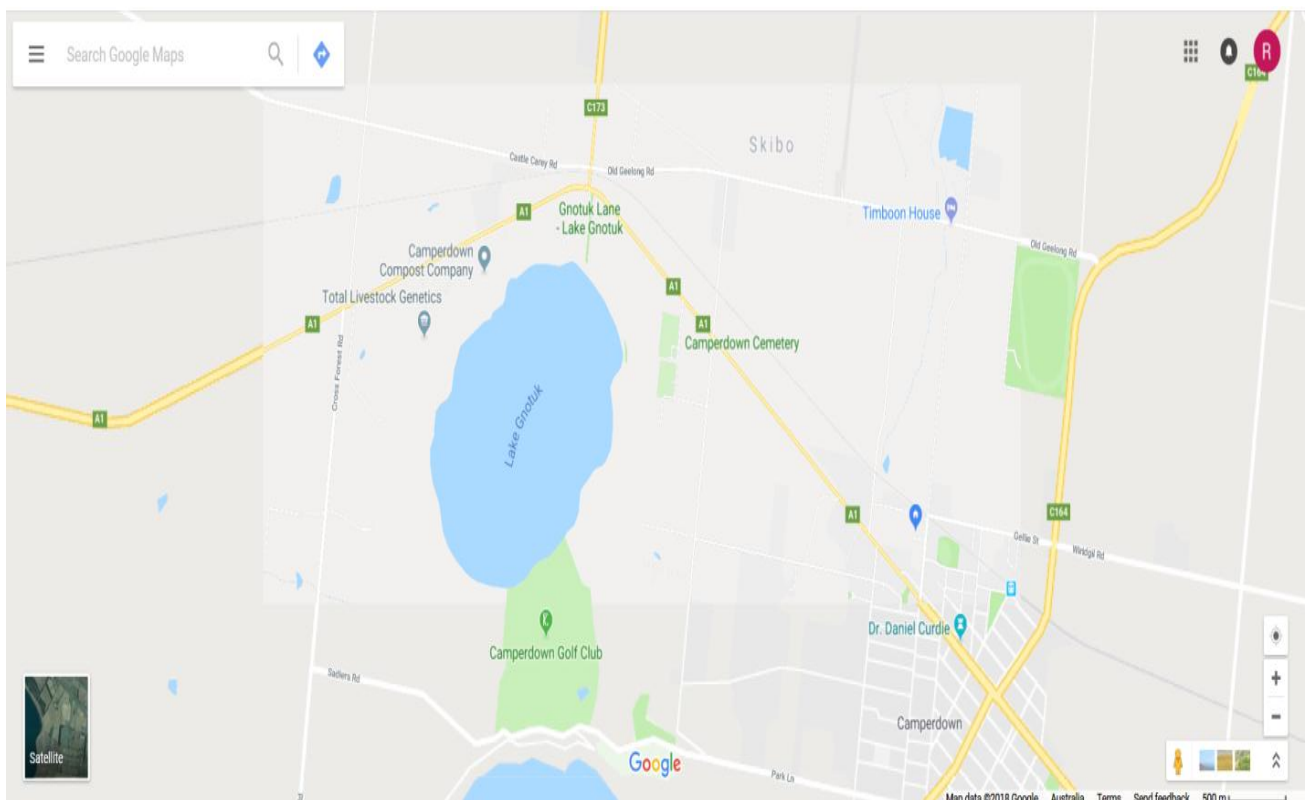 Search Google Maps
R
C164
C173
Skibo
Castle Carey Rd
Old Geelong Rd
A1
Gnotuk Lane
- Lake Gnotuk
Timboon House
Old Geelong Rd
Camperdown
Compost Company
A1
Total Livestock Genetics
A1
A1
Camperdown Cemetery
Cross Forest Rd
A1
Lake Gnotuk
A1
C164
Gellie St
Wiridgil Rd
Dr. Daniel Curdie
Camperdown Golf Club
Sadlers Rd
Camperdown
Satellite
Google
Park Ln
Map data ©2018 Google Australia Terms Send feedback 500 m